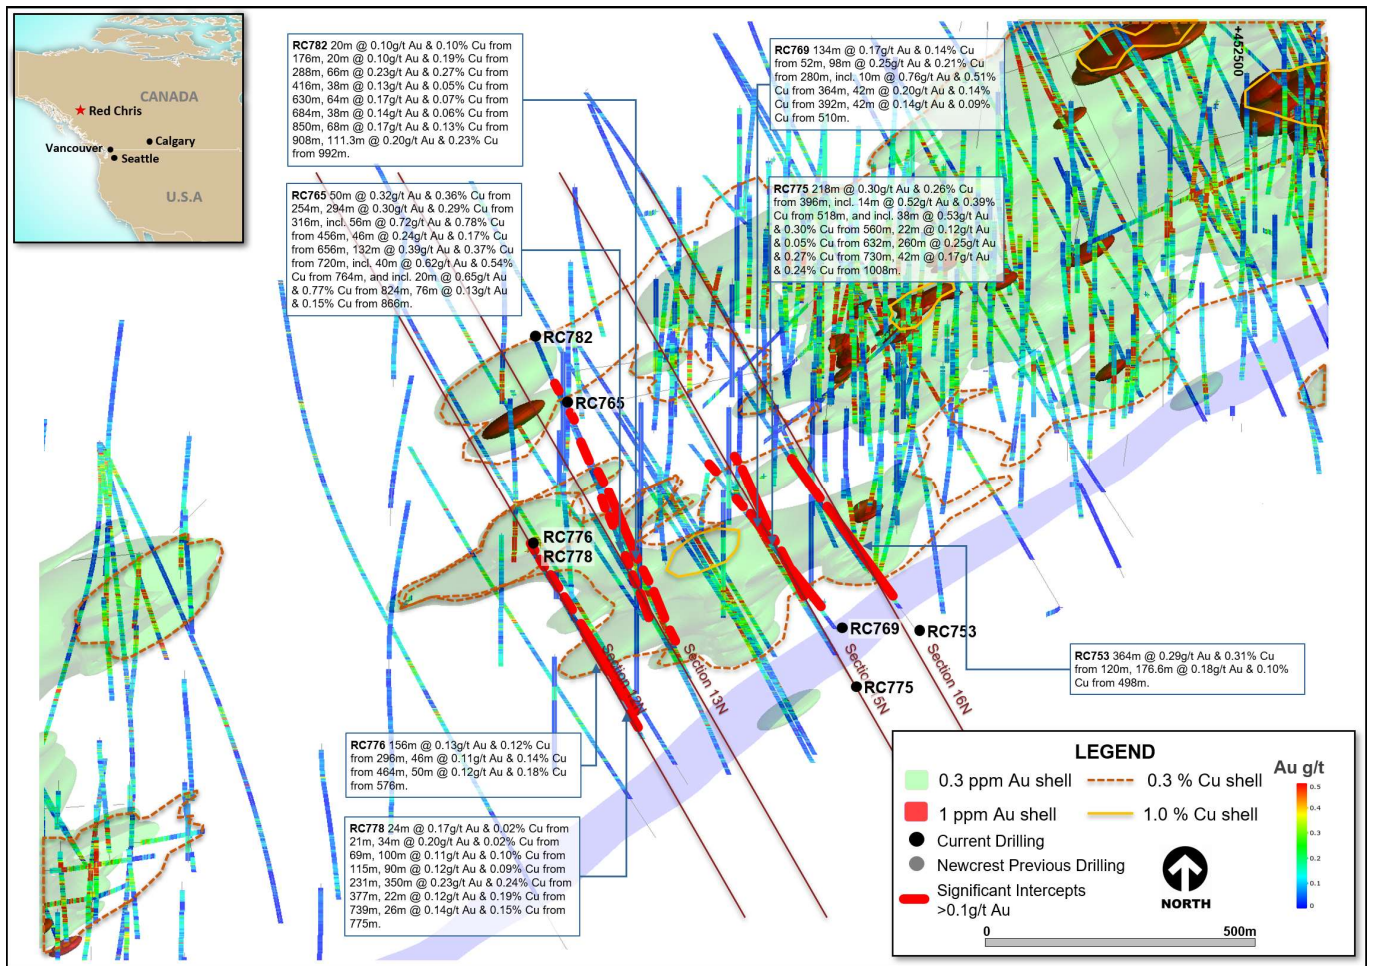 CANADA
Red Chris
Vancouver
Calgary
Seattle
U.S.A
RC782 20m @ 0.10g/t Au & 0.10% Cu from
176m, 20m @ 0.10g/t Au & 0.19% Cu from
288m, 66m @ 0.23g/t Au & 0.27% Cu from
416m, 38m @ 0.13g/t Au & 0.05% Cu from
630m, 64m @ 0.17g/t Au & 0.07% Cu from
684m, 38m @ 0.14g/t Au & 0.06% Cu from
850m, 68m @ 0.17g/t Au & 0.13% Cu from
908m, 111.3m @ 0.20g/t Au & 0.23% Cu
from 992m.
RC765 50m @ 0.32g/t Au & 0.36% Cu from
254m, 294m @ 0.30g/t Au & 0.29% Cu from
316m, incl. 56m @ 0.72g/t Au & 0.78% Cu
from 456m, 46m @ 0.24g/t Au & 0.17% Cu
from 656m, 132m @ 0.39g/t Au & 0.37% Cu
from 720m, incl. 40m @ 0.62g/t Au & 0.54%
Cu from 764m, and incl. 20m @ 0.65g/t Au
& 0.77% Cu from 824m, 76m @ 0.13g/t Au
& 0.15% Cu from 866m.
RC769 134m @ 0.17g/t Au & 0.14% Cu
from 52m, 98m @ 0.25g/t Au & 0.21% Cu
from 280m, incl. 10m @ 0.76g/t Au & 0.51%
Cu from 364m, 42m @ 0.20g/t Au & 0.14%
Cu from 392m, 42m @ 0.14g/t Au & 0.09%
Cu from 510m.
RC775 218m @ 0.30g/t Au & 0.26% Cu
from 396m, incl. 14m @ 0.52g/t Au & 0.39%
Cu from 518m, and incl. 38m @ 0.53g/t Au
& 0.30% Cu from 560m, 22m @ 0.12g/t Au
& 0.05% Cu from 632m, 260m @ 0.25g/t Au
& 0.27% Cu from 730m, 42m @ 0.17g/t Au
& 0.24% Cu from 1008m.
+452500
RC782
RC765
RC776
RC778
RC769
RC753
RC775
Section 12N
Section 13N
Section 15N
Section 16N
RC753 364m @ 0.29g/t Au & 0.31% Cu
from 120m, 176.6m @ 0.18g/t Au & 0.10%
Cu from 498m.
RC776 156m @ 0.13g/t Au & 0.12% Cu
from 296m, 46m @ 0.11g/t Au & 0.14% Cu
from 464m, 50m @ 0.12g/t Au & 0.18% Cu
from 576m.
RC778 24m @ 0.17g/t Au & 0.02% Cu from
21m, 34m @ 0.20g/t Au & 0.02% Cu from
69m, 100m @ 0.11g/t Au & 0.10% Cu from
115m, 90m @ 0.12g/t Au & 0.09% Cu from
231m, 350m @ 0.23g/t Au & 0.24% Cu from
377m, 22m @ 0.12g/t Au & 0.19% Cu from
739m, 26m @ 0.14g/t Au & 0.15% Cu from
775m.
LEGEND
0.3 ppm Au shell
0.3 % Cu shell
1 ppm Au shell
1.0 % Cu shell
Current Drilling
Newcrest Previous Drilling
Significant Intercepts
>0.1g/t Au
NORTH
0 500m
Au g/t
0.5
0.4
0.3
0.2
0.1
0